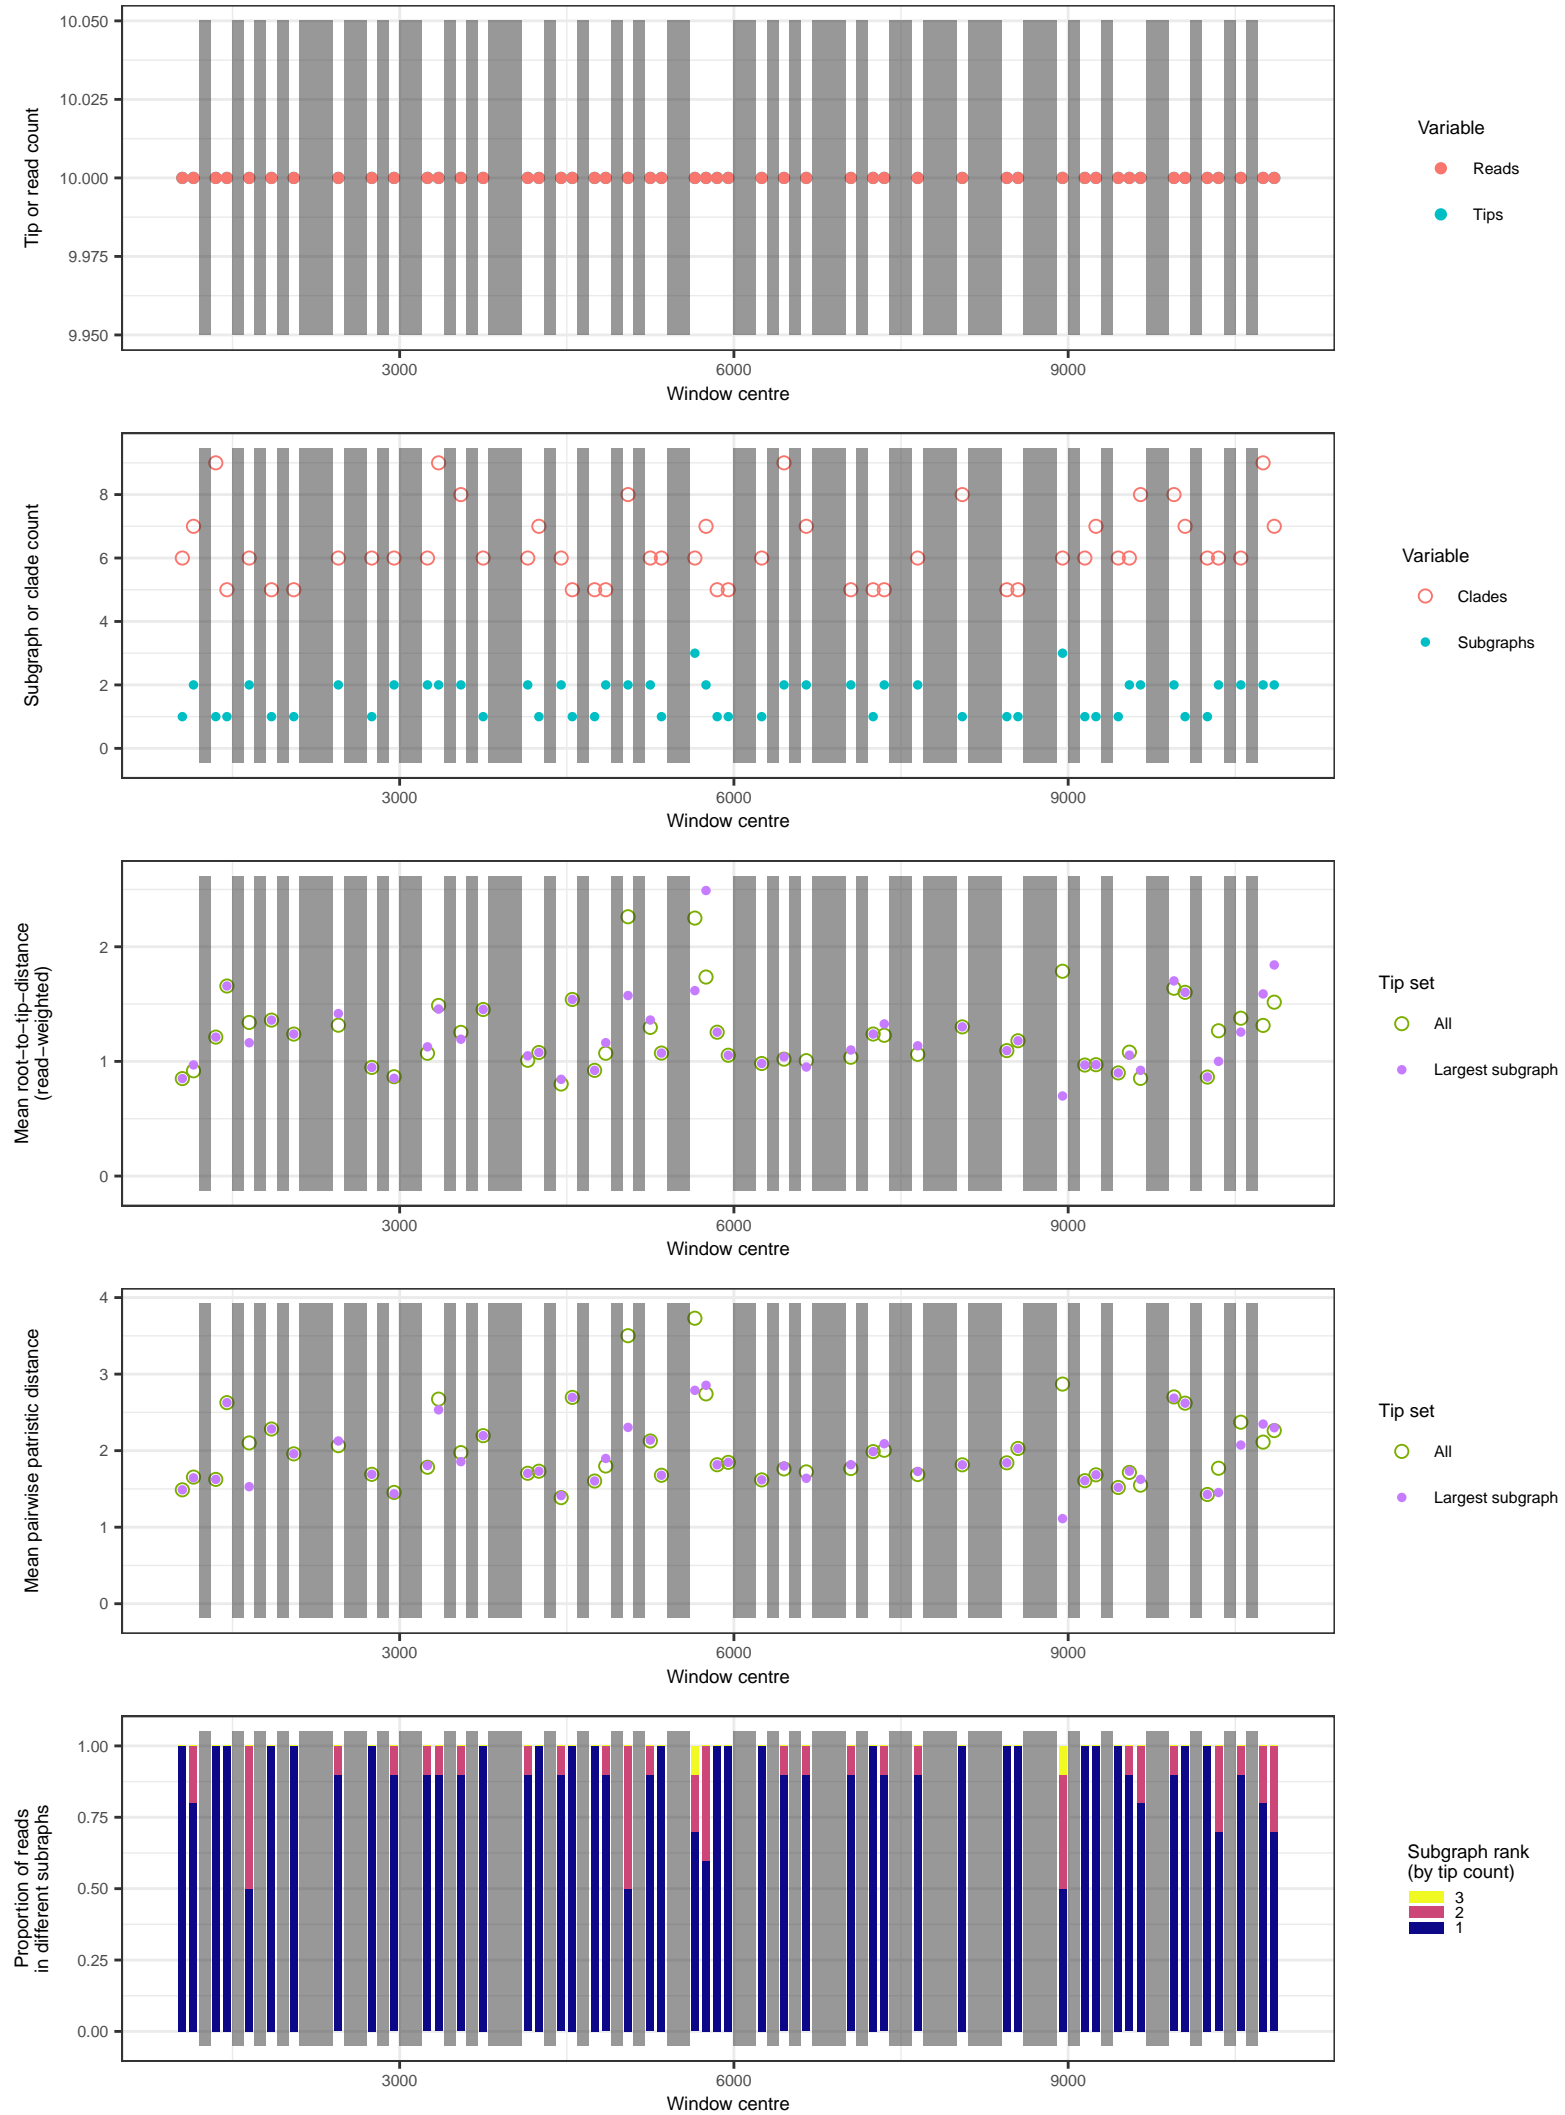 10.050
10.025
10.000
9.975
9.950
Tip or read count
3000
6000
9000
Window centre
Variable
Reads
Tips
8
6
4
2
0
Subgraph or clade count
3000
6000
9000
Window centre
Variable
Clades
Subgraphs
2
1
0
Mean root−to−tip−distance
(read−weighted)
3000
6000
9000
Window centre
Tip set
All
Largest subgraph
4
3
2
1
0
Mean pairwise patristic distance
3000
6000
9000
Window centre
Tip set
All
Largest subgraph
1.00
0.75
0.50
0.25
0.00
Proportion of reads
in different subraphs
3000
6000
9000
Window centre
Subgraph rank
(by tip count)
3
2
1